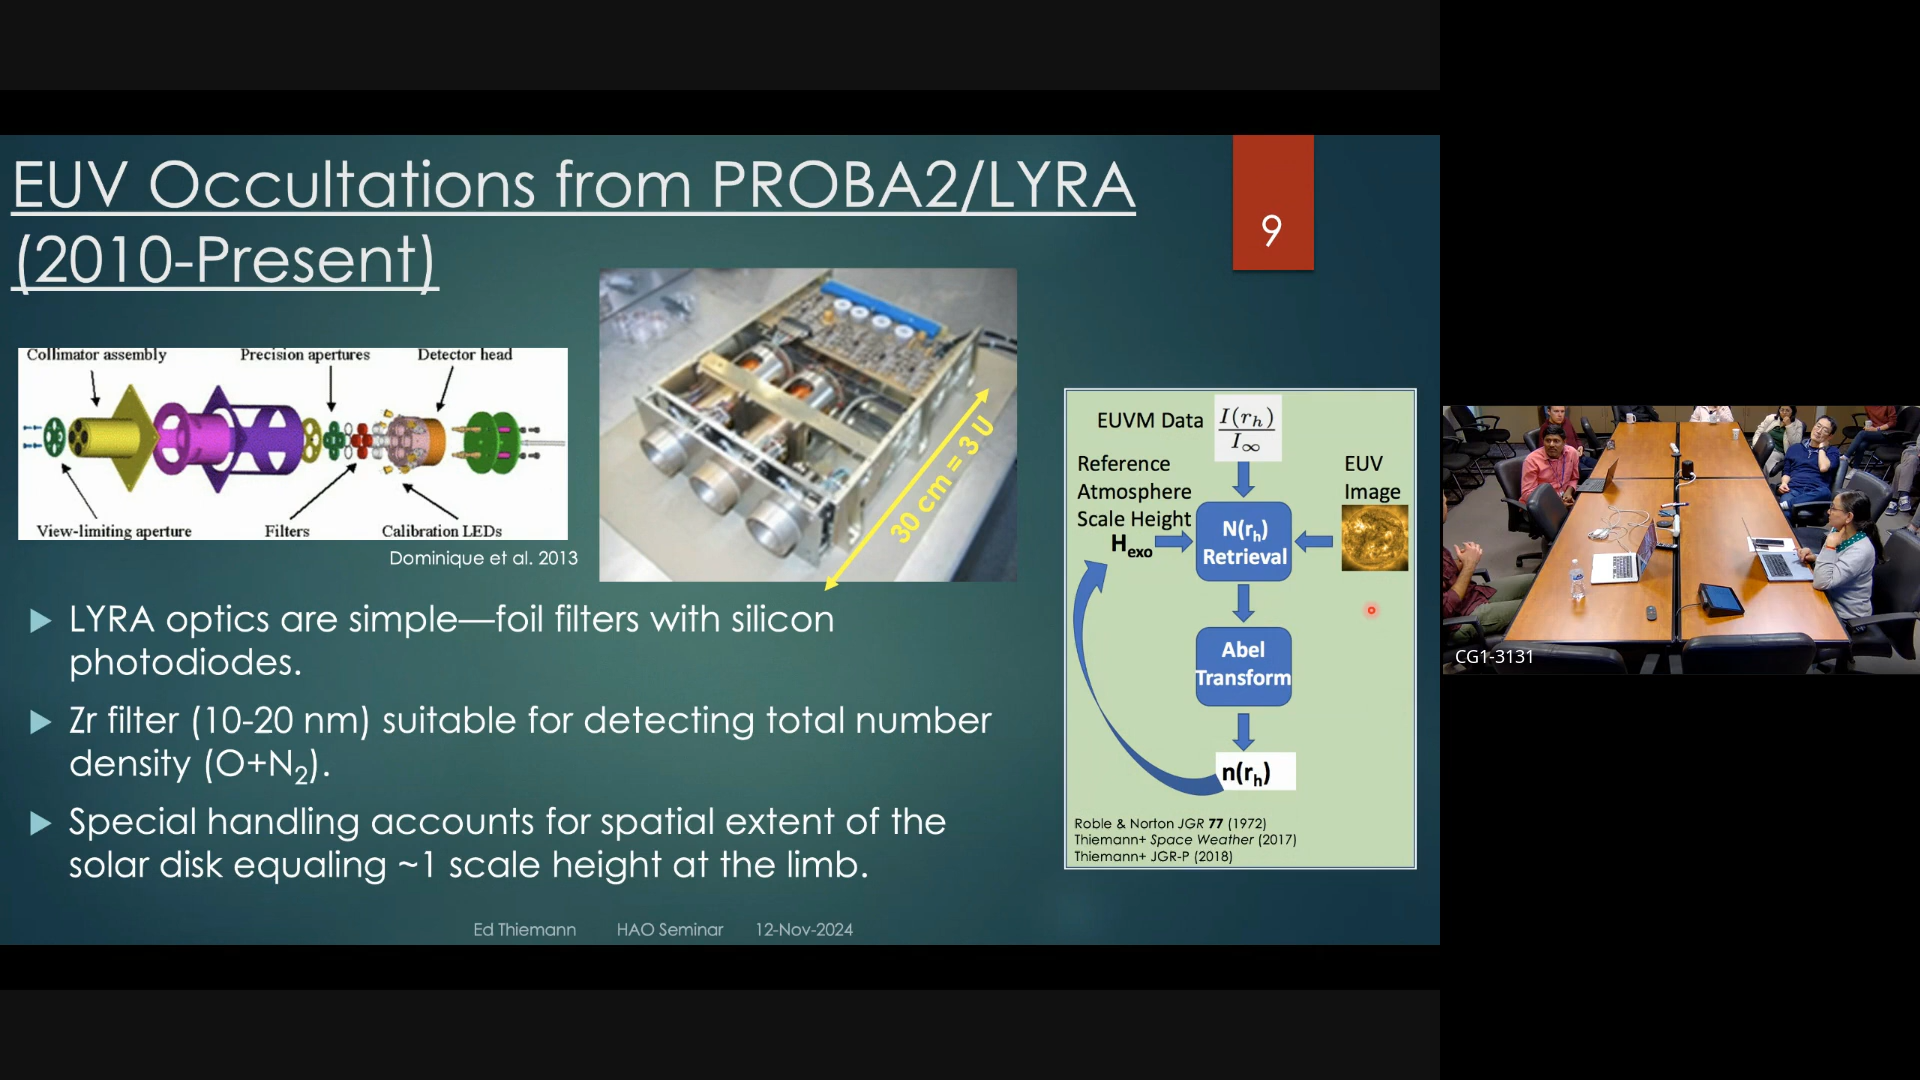 EUV Occultations from PROBA2/LYRA
(2010-Present)
9
Collimator assembly
Precision apertures
Detector head
View-limiting aperture
Filters
Calibration LEDs
Dominique et al. 2013
30 cm = 3 U
EUVM Data
I(rₕ)
I∞
Reference
Atmosphere
Scale Height
Hexo
EUV
Image
N(rₕ)
Retrieval
Abel
Transform
n(rₕ)
Roble & Norton JGR 77 (1972)
Thiemann+ Space Weather (2017)
Thiemann+ JGR-P (2018)
LYRA optics are simple—foil filters with silicon
photodiodes.
Zr filter (10-20 nm) suitable for detecting total number
density (O+N₂).
Special handling accounts for spatial extent of the
solar disk equaling ~1 scale height at the limb.
Ed Thiemann HAO Seminar 12-Nov-2024
CG1-3131